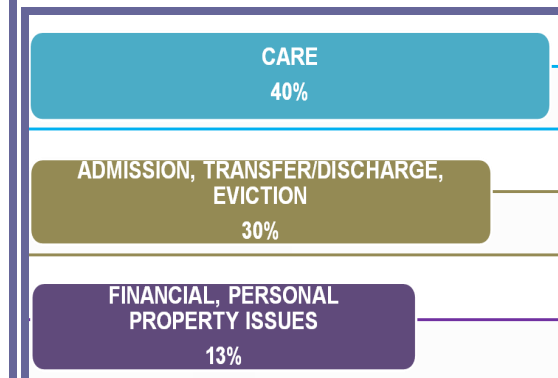 CARE
40%
ADMISSION, TRANSFER/DISCHARGE,
EVICTION
30%
FINANCIAL, PERSONAL
PROPERTY ISSUES
13%